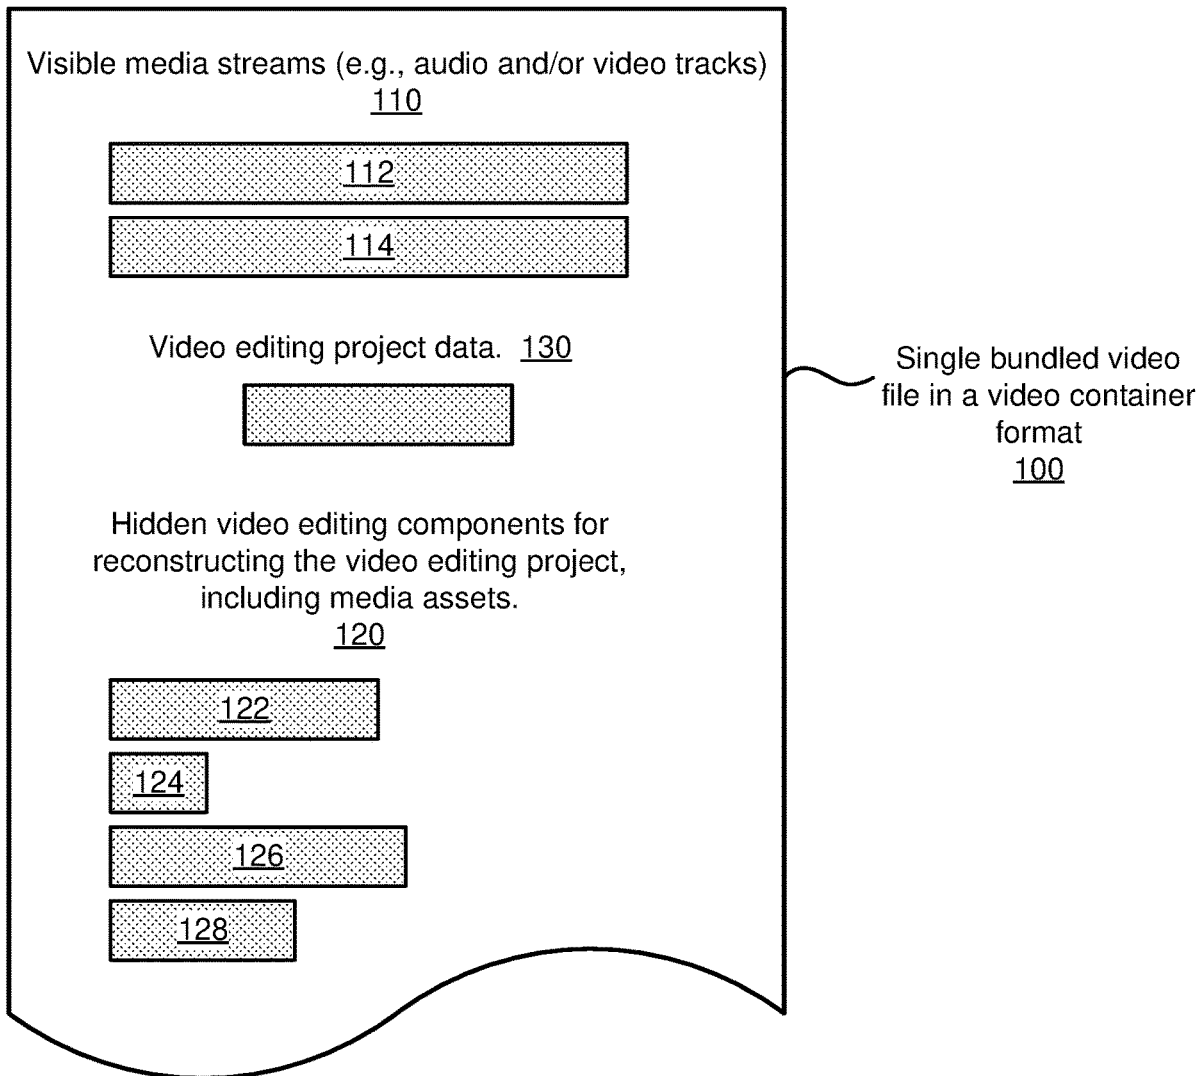 Visible media streams (e.g., audio and/or video tracks)
110
112
114
Video editing project data. 130
Hidden video editing components for
reconstructing the video editing project,
including media assets.
120
122
124
126
128
Single bundled video
file in a video container
format
100